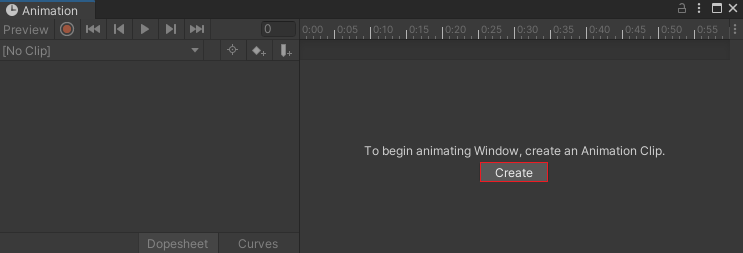 Animation
Preview 0 0:00 0:05 0:10 0:15 0:20 0:25 0:30 0:35 0:40 0:45 0:50 0:55
[No Clip]
To begin animating Window, create an Animation Clip.
Create
Dopesheet Curves